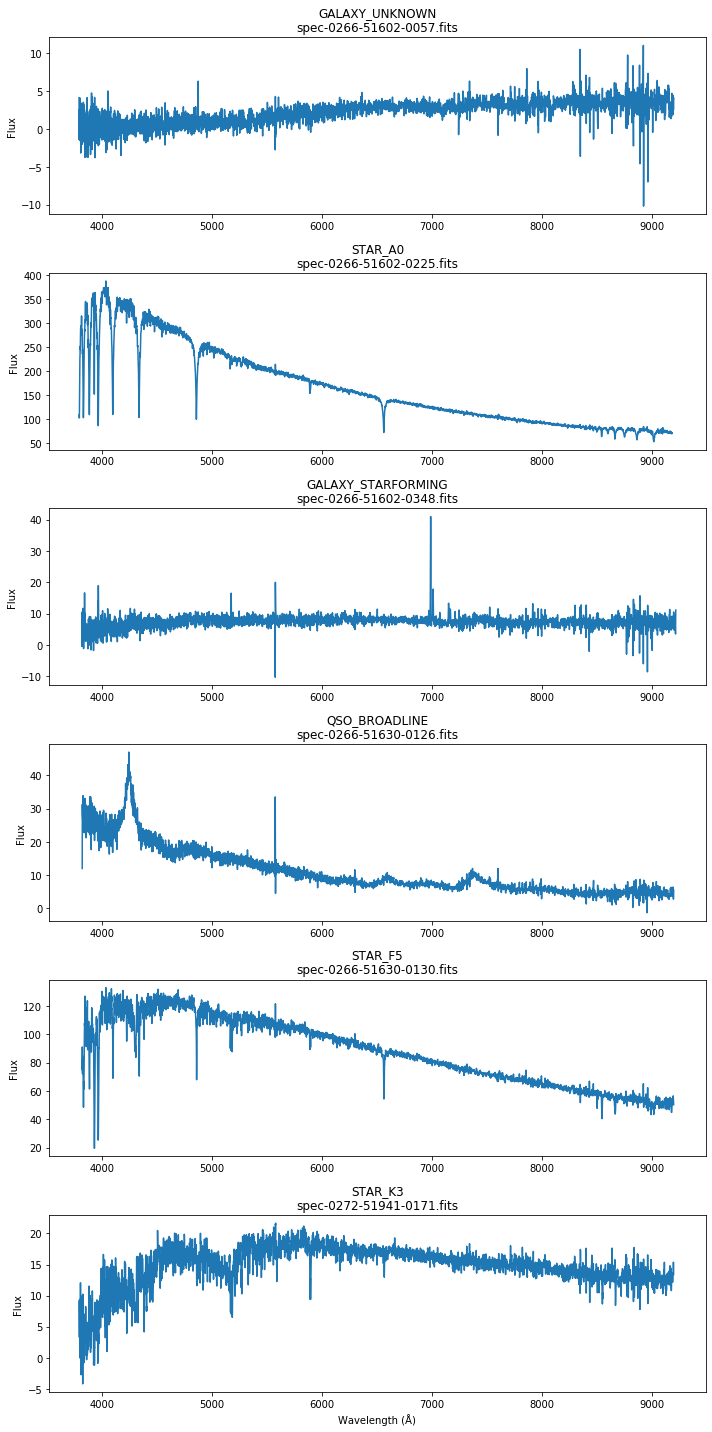 GALAXY_UNKNOWN
spec-0266-51602-0057.fits
10
5
0
−5
−10
Flux
4000 5000 6000 7000 8000 9000
STAR_A0
spec-0266-51602-0225.fits
400
350
300
250
200
150
100
50
Flux
4000 5000 6000 7000 8000 9000
GALAXY_STARFORMING
spec-0266-51602-0348.fits
40
30
20
10
0
−10
Flux
4000 5000 6000 7000 8000 9000
QSO_BROADLINE
spec-0266-51630-0126.fits
40
30
20
10
0
Flux
4000 5000 6000 7000 8000 9000
STAR_F5
spec-0266-51630-0130.fits
120
100
80
60
40
20
Flux
4000 5000 6000 7000 8000 9000
STAR_K3
spec-0272-51941-0171.fits
20
15
10
5
0
−5
Flux
4000 5000 6000 7000 8000 9000
Wavelength (Å)